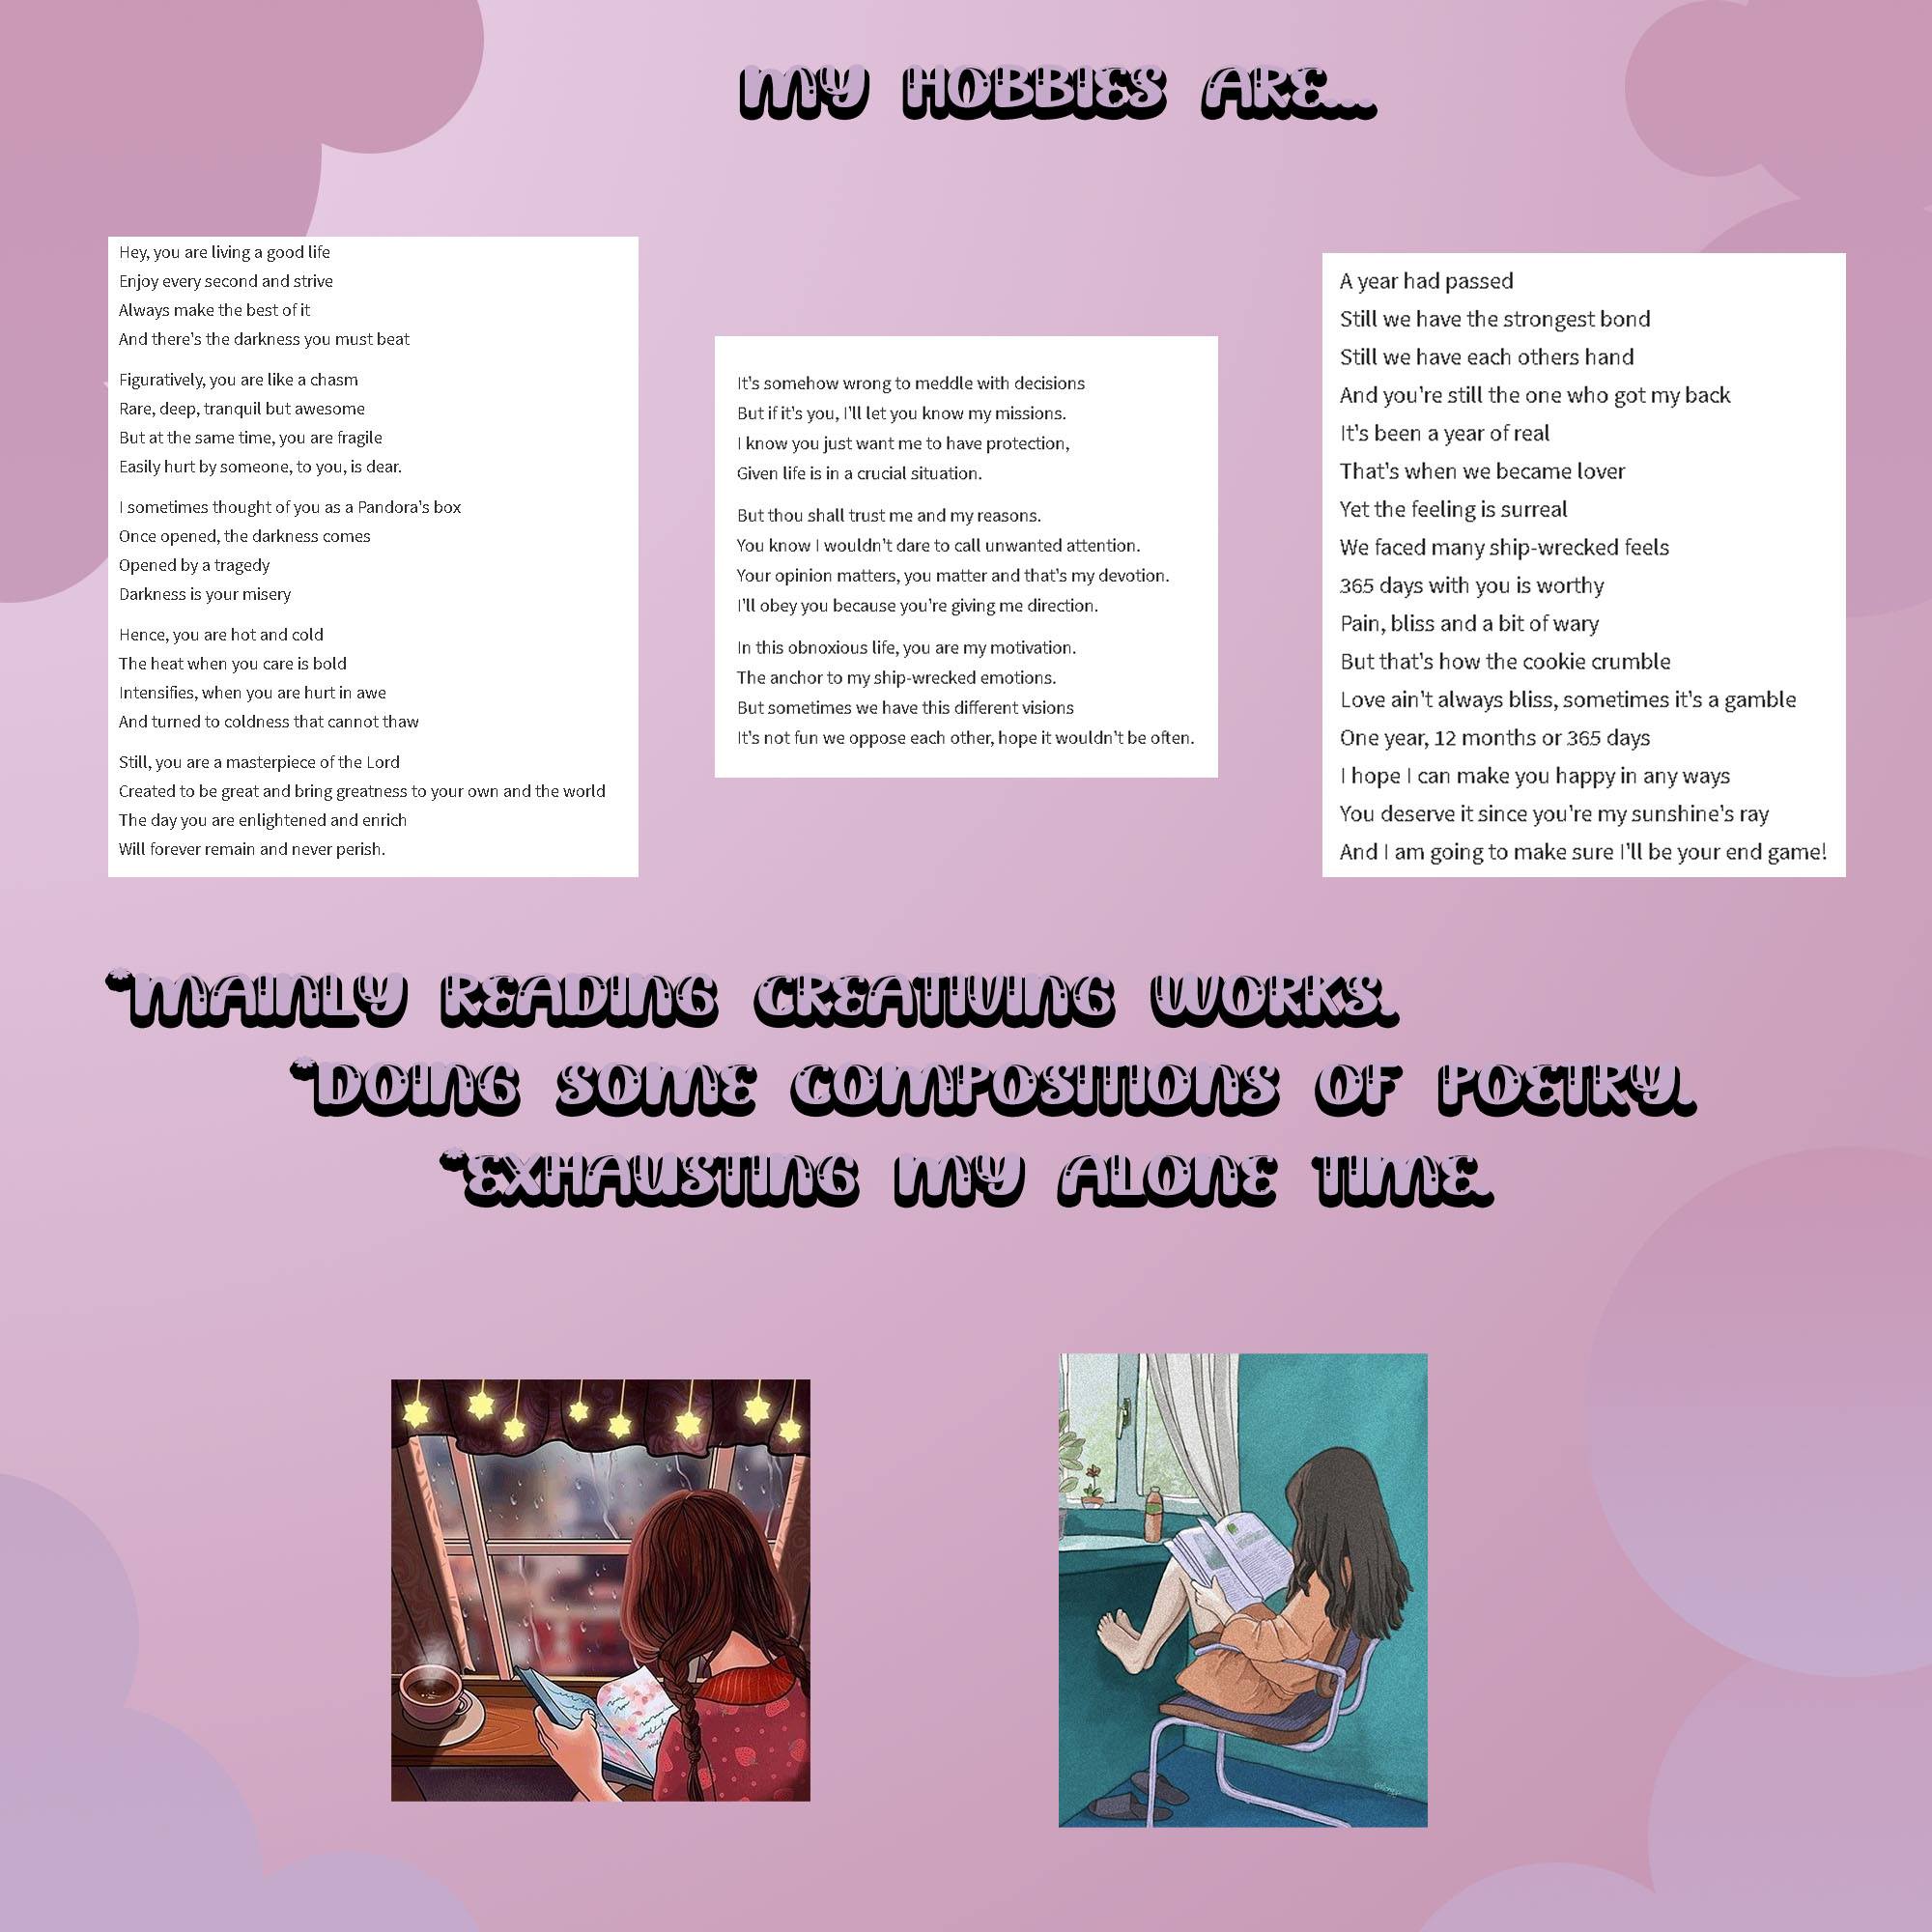 MY HOBBIES ARE...
Hey, you are living a good life
Enjoy every second and strive
Always make the best of it
And there's the darkness you must beat
Figuratively, you are like a chasm
Rare, deep, tranquil but awesome
But at the same time, you are fragile
Easily hurt by someone, to you, is dear.
I sometimes thought of you as a Pandora's box
Once opened, the darkness comes
Opened by a tragedy
Darkness is your misery
Hence, you are hot and cold
The heat when you care is bold
Intensifies, when you are hurt in awe
And turned to coldness that cannot thaw
Still, you are a masterpiece of the Lord
Created to be great and bring greatness to your own and the world
The day you are enlightened and enrich
Will forever remain and never perish.
It's somehow wrong to meddle with decisions
But if it's you, I'll let you know my missions.
I know you just want me to have protection,
Given life is in a crucial situation.
But thou shall trust me and my reasons.
You know I wouldn't dare to call unwanted attention.
Your opinion matters, you matter and that's my devotion.
I'll obey you because you're giving me direction.
In this obnoxious life, you are my motivation.
The anchor to my ship-wrecked emotions.
But sometimes we have this different visions
It's not fun we oppose each other, hope it wouldn't be often.
A year had passed
Still we have the strongest bond
Still we have each others hand
And you're still the one who got my back
It's been a year of real
That's when we became lover
Yet the feeling is surreal
We faced many ship-wrecked feels
365 days with you is worthy
Pain, bliss and a bit of wary
But that's how the cookie crumble
Love ain't always bliss, sometimes it's a gamble
One year, 12 months or 365 days
I hope I can make you happy in any ways
You deserve it since you're my sunshine's ray
And I am going to make sure I'll be your end game!
*MAINLY READING CREATIVING WORKS.
*DOING SOME COMPOSITIONS OF POETRY.
*EXHAUSTING MY ALONE TIME.